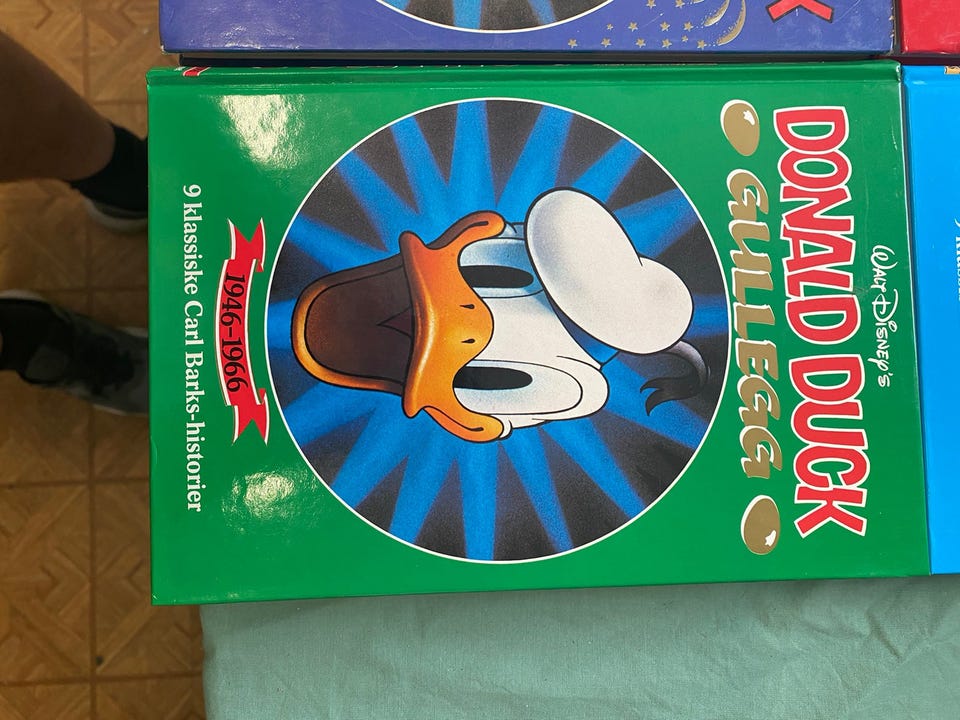 WALT DISNEY'S
DONALD DUCK
GULLEGG
1946-1966
9 klassiske Carl Barks-historier